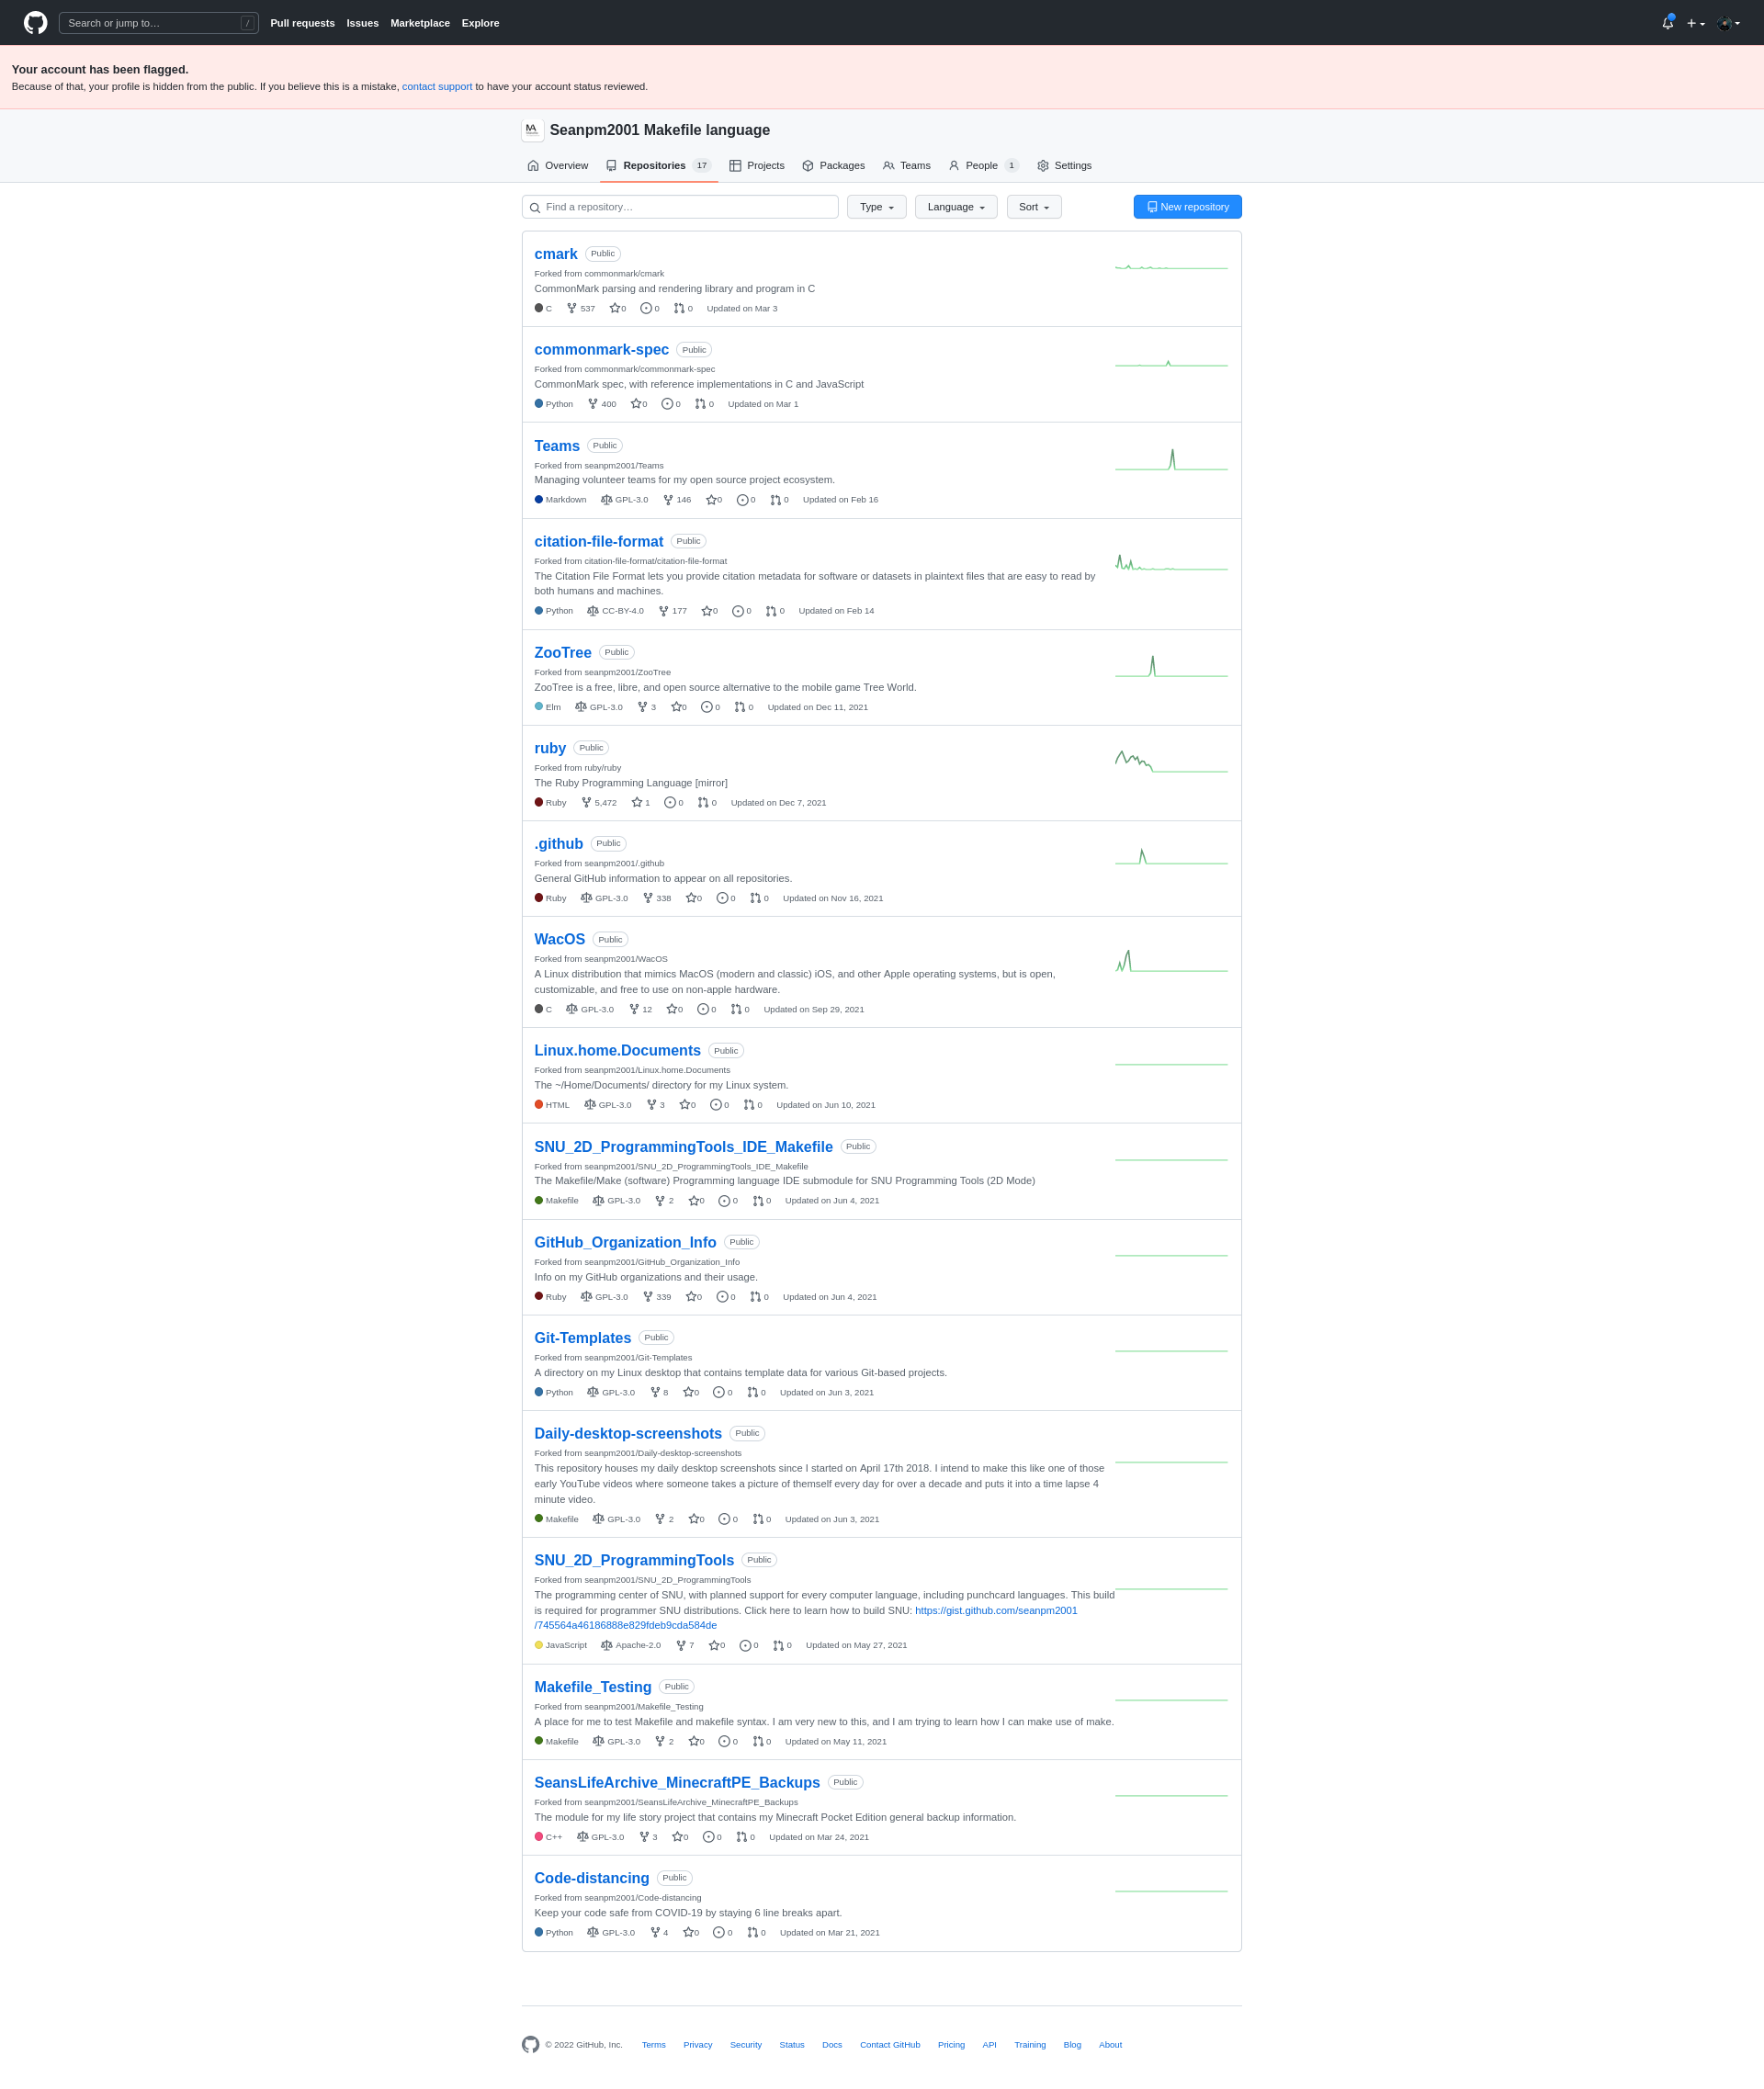 Search or jump to… / Pull requests Issues Marketplace Explore
Your account has been flagged.
Because of that, your profile is hidden from the public. If you believe this is a mistake, contact support to have your account status reviewed.
Seanpm2001 Makefile language
Overview Repositories 17 Projects Packages Teams People 1 Settings
Find a repository… Type Language Sort New repository
cmark Public
Forked from commonmark/cmark
CommonMark parsing and rendering library and program in C
C 537 0 0 0 Updated on Mar 3
commonmark-spec Public
Forked from commonmark/commonmark-spec
CommonMark spec, with reference implementations in C and JavaScript
Python 400 0 0 0 Updated on Mar 1
Teams Public
Forked from seanpm2001/Teams
Managing volunteer teams for my open source project ecosystem.
Markdown GPL-3.0 146 0 0 0 Updated on Feb 16
citation-file-format Public
Forked from citation-file-format/citation-file-format
The Citation File Format lets you provide citation metadata for software or datasets in plaintext files that are easy to read by
both humans and machines.
Python CC-BY-4.0 177 0 0 0 Updated on Feb 14
ZooTree Public
Forked from seanpm2001/ZooTree
ZooTree is a free, libre, and open source alternative to the mobile game Tree World.
Elm GPL-3.0 3 0 0 0 Updated on Dec 11, 2021
ruby Public
Forked from ruby/ruby
The Ruby Programming Language [mirror]
Ruby 5,472 1 0 0 Updated on Dec 7, 2021
.github Public
Forked from seanpm2001/.github
General GitHub information to appear on all repositories.
Ruby GPL-3.0 338 0 0 0 Updated on Nov 16, 2021
WacOS Public
Forked from seanpm2001/WacOS
A Linux distribution that mimics MacOS (modern and classic) iOS, and other Apple operating systems, but is open,
customizable, and free to use on non-apple hardware.
C GPL-3.0 12 0 0 0 Updated on Sep 29, 2021
Linux.home.Documents Public
Forked from seanpm2001/Linux.home.Documents
The ~/Home/Documents/ directory for my Linux system.
HTML GPL-3.0 3 0 0 0 Updated on Jun 10, 2021
SNU_2D_ProgrammingTools_IDE_Makefile Public
Forked from seanpm2001/SNU_2D_ProgrammingTools_IDE_Makefile
The Makefile/Make (software) Programming language IDE submodule for SNU Programming Tools (2D Mode)
Makefile GPL-3.0 2 0 0 0 Updated on Jun 4, 2021
GitHub_Organization_Info Public
Forked from seanpm2001/GitHub_Organization_Info
Info on my GitHub organizations and their usage.
Ruby GPL-3.0 339 0 0 0 Updated on Jun 4, 2021
Git-Templates Public
Forked from seanpm2001/Git-Templates
A directory on my Linux desktop that contains template data for various Git-based projects.
Python GPL-3.0 8 0 0 0 Updated on Jun 3, 2021
Daily-desktop-screenshots Public
Forked from seanpm2001/Daily-desktop-screenshots
This repository houses my daily desktop screenshots since I started on April 17th 2018. I intend to make this like one of those
early YouTube videos where someone takes a picture of themself every day for over a decade and puts it into a time lapse 4
minute video.
Makefile GPL-3.0 2 0 0 0 Updated on Jun 3, 2021
SNU_2D_ProgrammingTools Public
Forked from seanpm2001/SNU_2D_ProgrammingTools
The programming center of SNU, with planned support for every computer language, including punchcard languages. This build
is required for programmer SNU distributions. Click here to learn how to build SNU: https://gist.github.com/seanpm2001
/745564a46186888e829fdeb9cda584de
JavaScript Apache-2.0 7 0 0 0 Updated on May 27, 2021
Makefile_Testing Public
Forked from seanpm2001/Makefile_Testing
A place for me to test Makefile and makefile syntax. I am very new to this, and I am trying to learn how I can make use of make.
Makefile GPL-3.0 2 0 0 0 Updated on May 11, 2021
SeansLifeArchive_MinecraftPE_Backups Public
Forked from seanpm2001/SeansLifeArchive_MinecraftPE_Backups
The module for my life story project that contains my Minecraft Pocket Edition general backup information.
C++ GPL-3.0 3 0 0 0 Updated on Mar 24, 2021
Code-distancing Public
Forked from seanpm2001/Code-distancing
Keep your code safe from COVID-19 by staying 6 line breaks apart.
Python GPL-3.0 4 0 0 0 Updated on Mar 21, 2021
© 2022 GitHub, Inc. Terms Privacy Security Status Docs Contact GitHub Pricing API Training Blog About